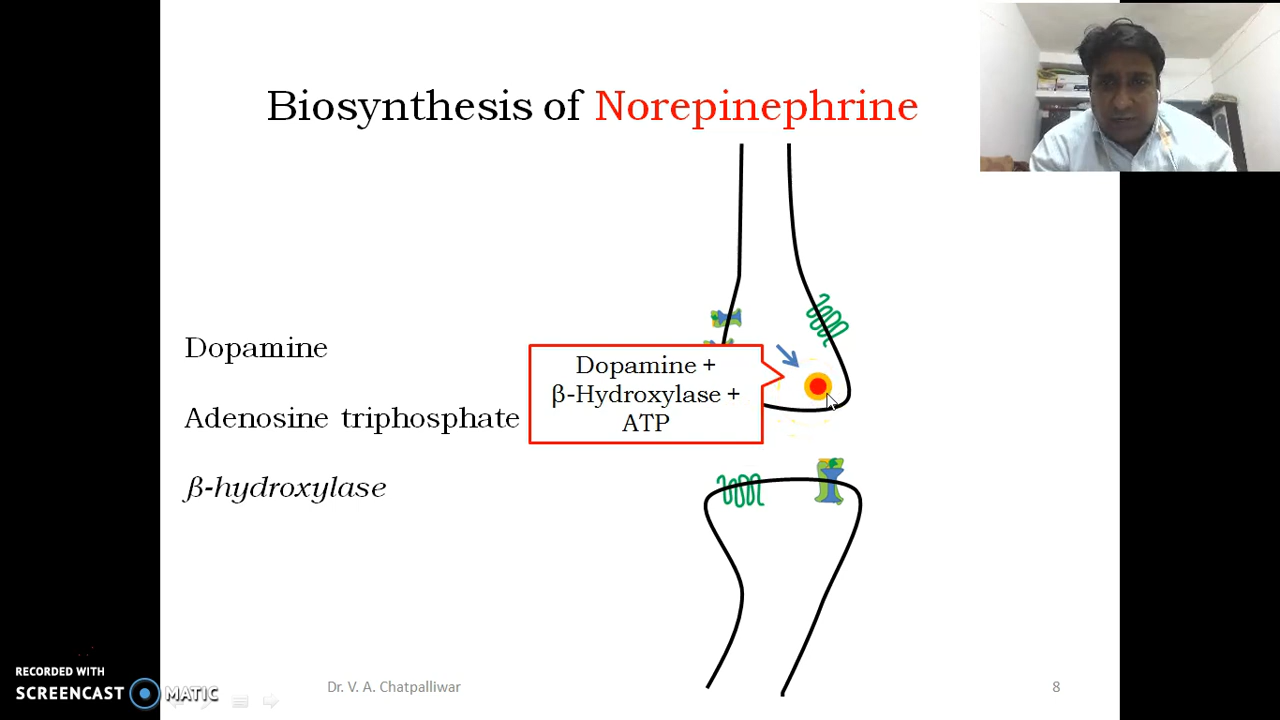 Biosynthesis of Norepinephrine
Dopamine
Adenosine triphosphate
β-hydroxylase
Dopamine +
β-Hydroxylase +
ATP
RECORDED WITH
SCREENCAST MATIC
Dr. V. A. Chatpalliwar
8